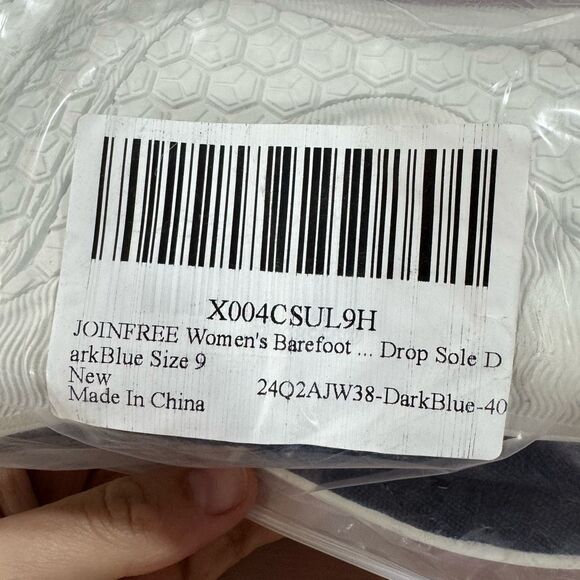 X004CSUL9H
JOINFREE Women's Barefoot ... Drop Sole D
arkBlue Size 9
New
24Q2AJW38-DarkBlue-40
Made In China